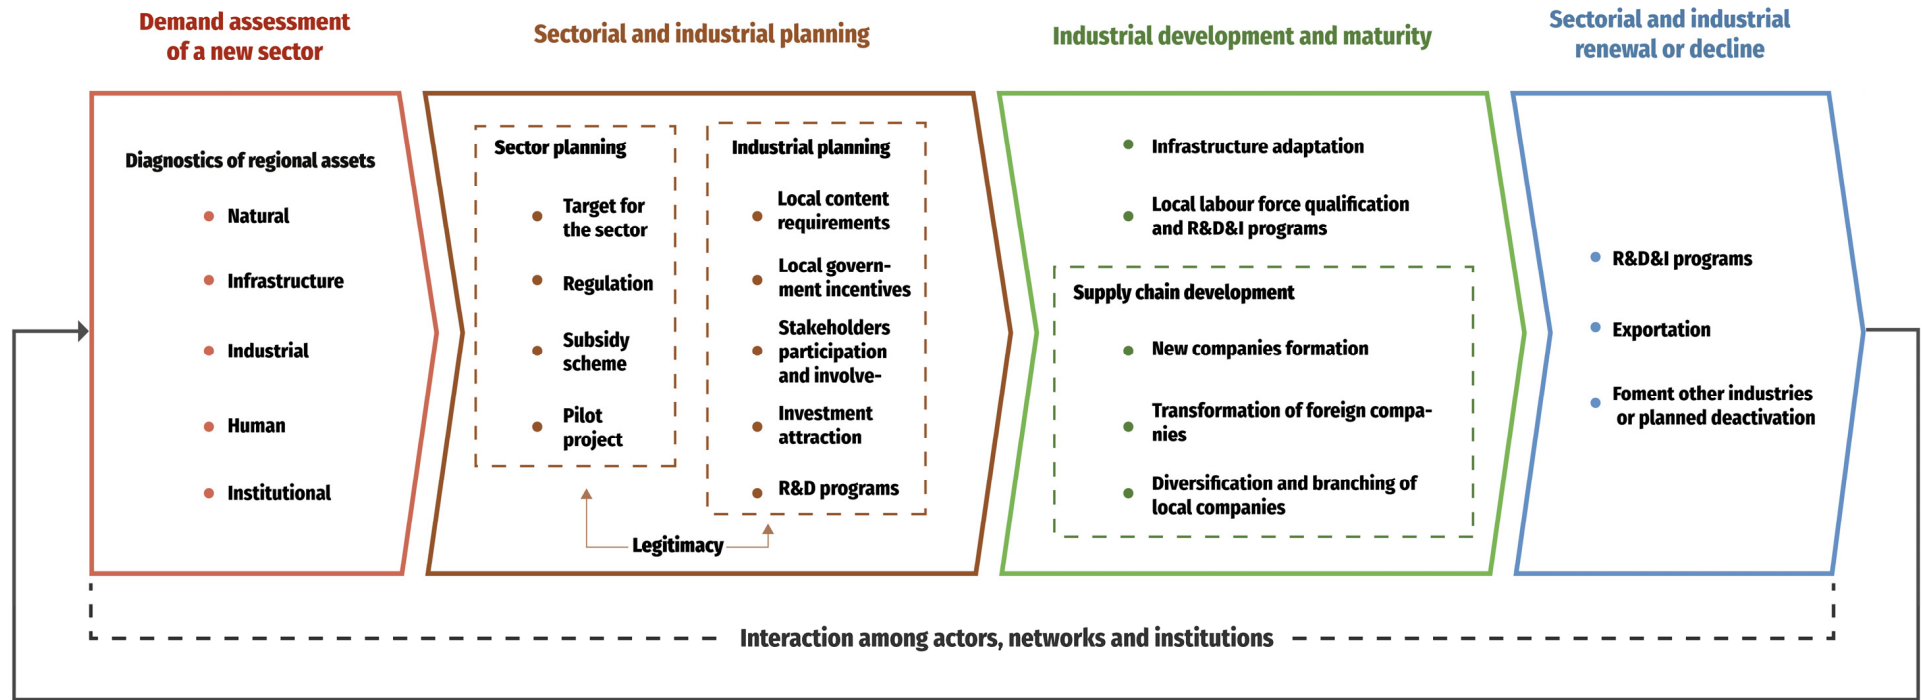 Demand assessment
of a new sector
Sectorial and industrial planning
Industrial development and maturity
Sectorial and industrial
renewal or decline
Diagnostics of regional assets
Natural
Infrastructure
Industrial
Human
Institutional
Sector planning
Target for
the sector
Regulation
Subsidy
scheme
Pilot
project
Industrial planning
Local content
requirements
Local govern-
ment incentives
Stakeholders
participation
and involve-
Investment
attraction
R&D programs
Legitimacy
Infrastructure adaptation
Local labour force qualification
and R&D&I programs
Supply chain development
New companies formation
Transformation of foreign compa-
nies
Diversification and branching of
local companies
R&D&I programs
Exportation
Foment other industries
or planned deactivation
Interaction among actors, networks and institutions